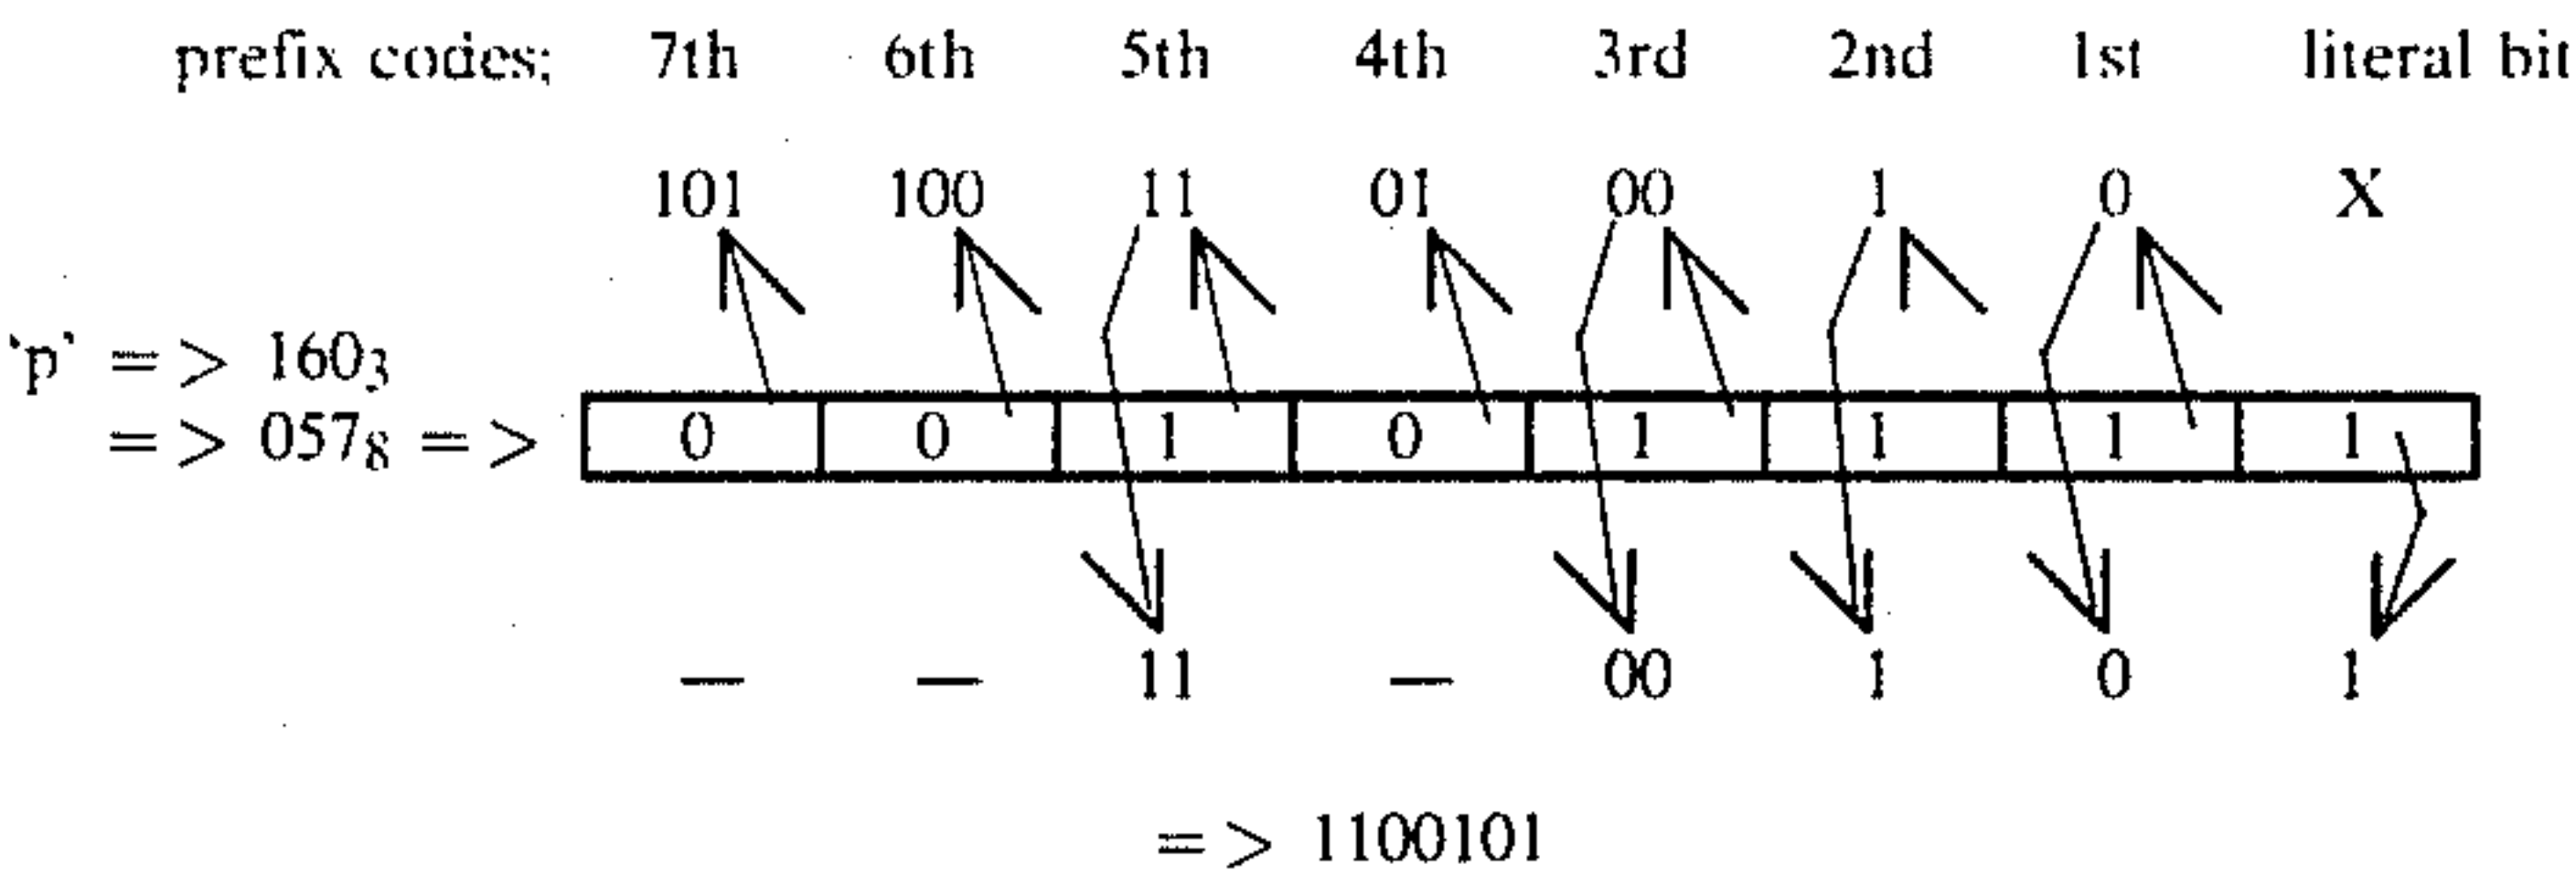 prefix codes; 7th 6th 5th 4th 3rd 2nd 1st literal bit
101 100 11 01 00 1 0 X
'p' => 160₃
=> 057₈ => 0 0 1 0 1 1 1 1
— — 11 — 00 1 0 1
=> 1100101